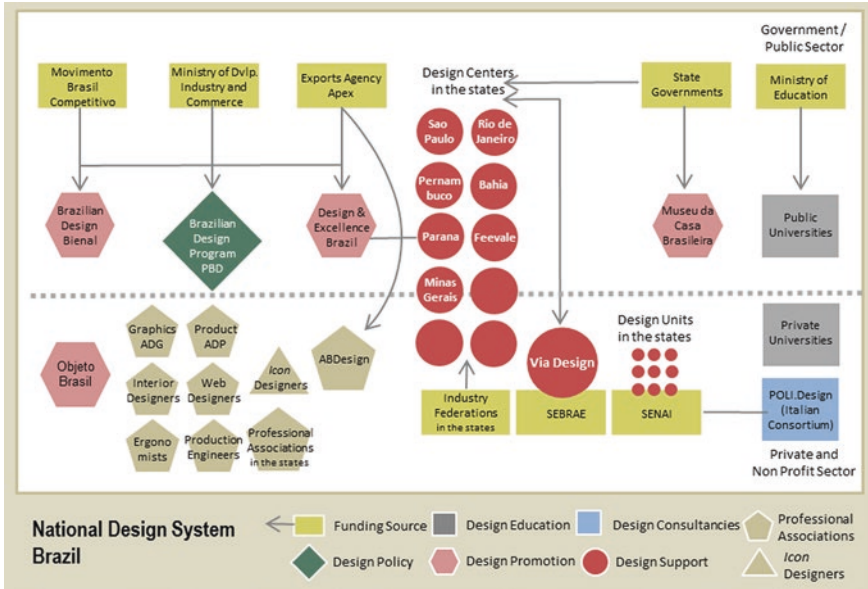 Government /
Public Sector
Movimento
Brasil
Competitivo
Ministry of Dvlp.
Industry and
Commerce
Exports Agency
Apex
Design Centers
in the states
State
Governments
Ministry of
Education
Sao
Paulo
Rio de
Janeiro
Pernam
buco
Bahia
Brazilian
Design
Bienal
Brazilian
Design
Program
PBD
Design &
Excellence
Brazil
Parana
Feevale
Museu da
Casa
Brasileira
Public
Universities
Minas
Gerais
Graphics
ADG
Product
ADP
Objeto
Brasil
Interior
Designers
Web
Designers
Icon
Designers
ABDesign
Via Design
Design Units
in the states
Private
Universities
Ergono
mists
Production
Engineers
Professional
Associations
in the states
Industry
Federations
in the states
SEBRAE
SENAI
POLI.Design
(Italian
Consortium)
Private and
Non Profit Sector
National Design System
Brazil
Funding Source
Design Education
Design Consultancies
Professional
Associations
Design Policy
Design Promotion
Design Support
Icon
Designers